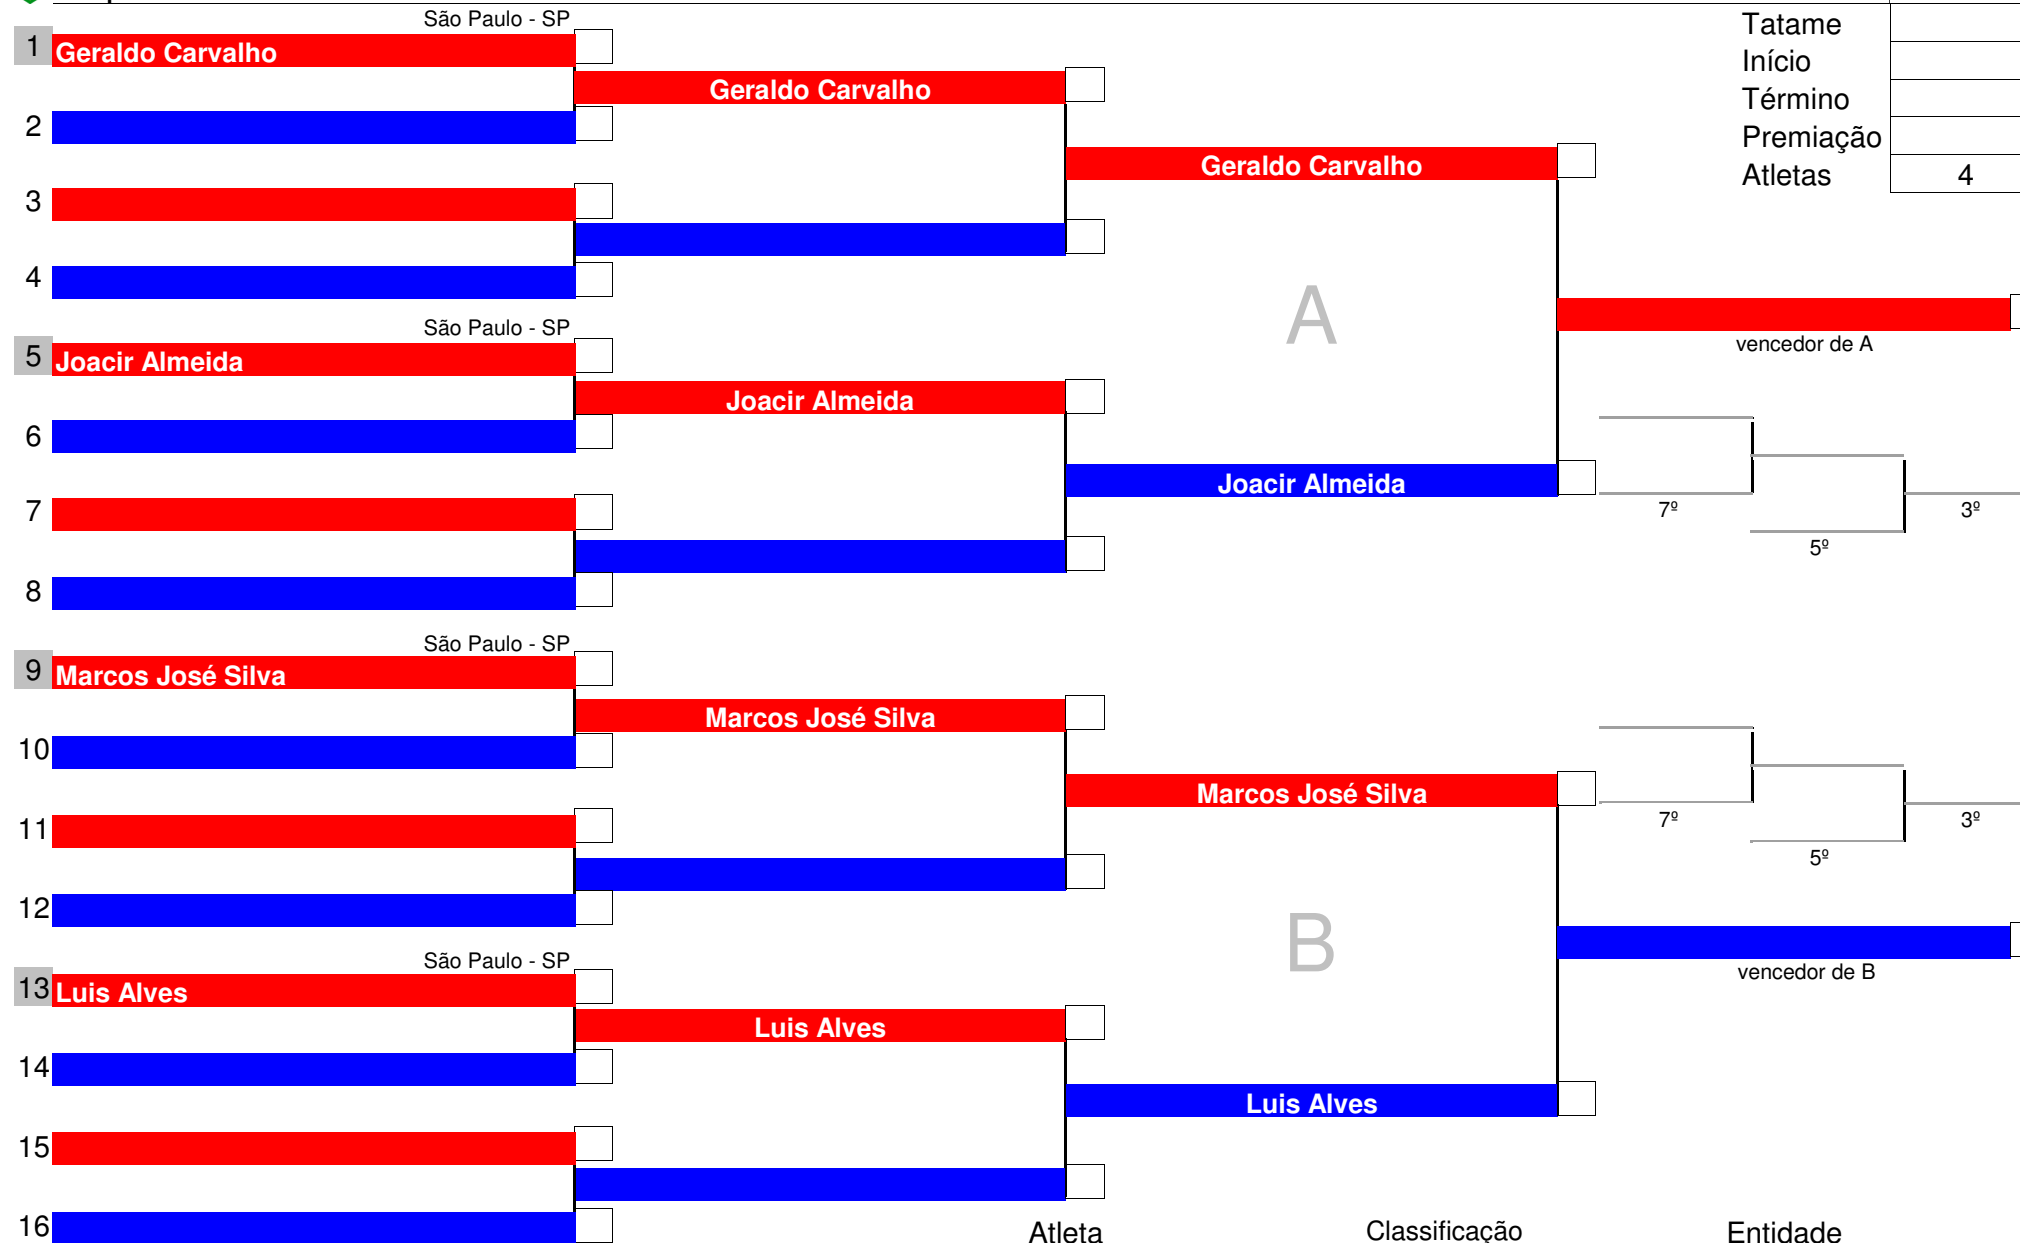 São Paulo - SP
1 Geraldo Carvalho
Geraldo Carvalho
2
Geraldo Carvalho
3
4
São Paulo - SP
5 Joacir Almeida
Joacir Almeida
6
Joacir Almeida
7
8
Tatame
Início
Término
Premiação
Atletas 4
A
vencedor de A
7º
3º
5º
São Paulo - SP
9 Marcos José Silva
Marcos José Silva
10
Marcos José Silva
11
12
São Paulo - SP
13 Luis Alves
Luis Alves
14
Luis Alves
15
16
7º
3º
5º
B
vencedor de B
Atleta Classificação Entidade